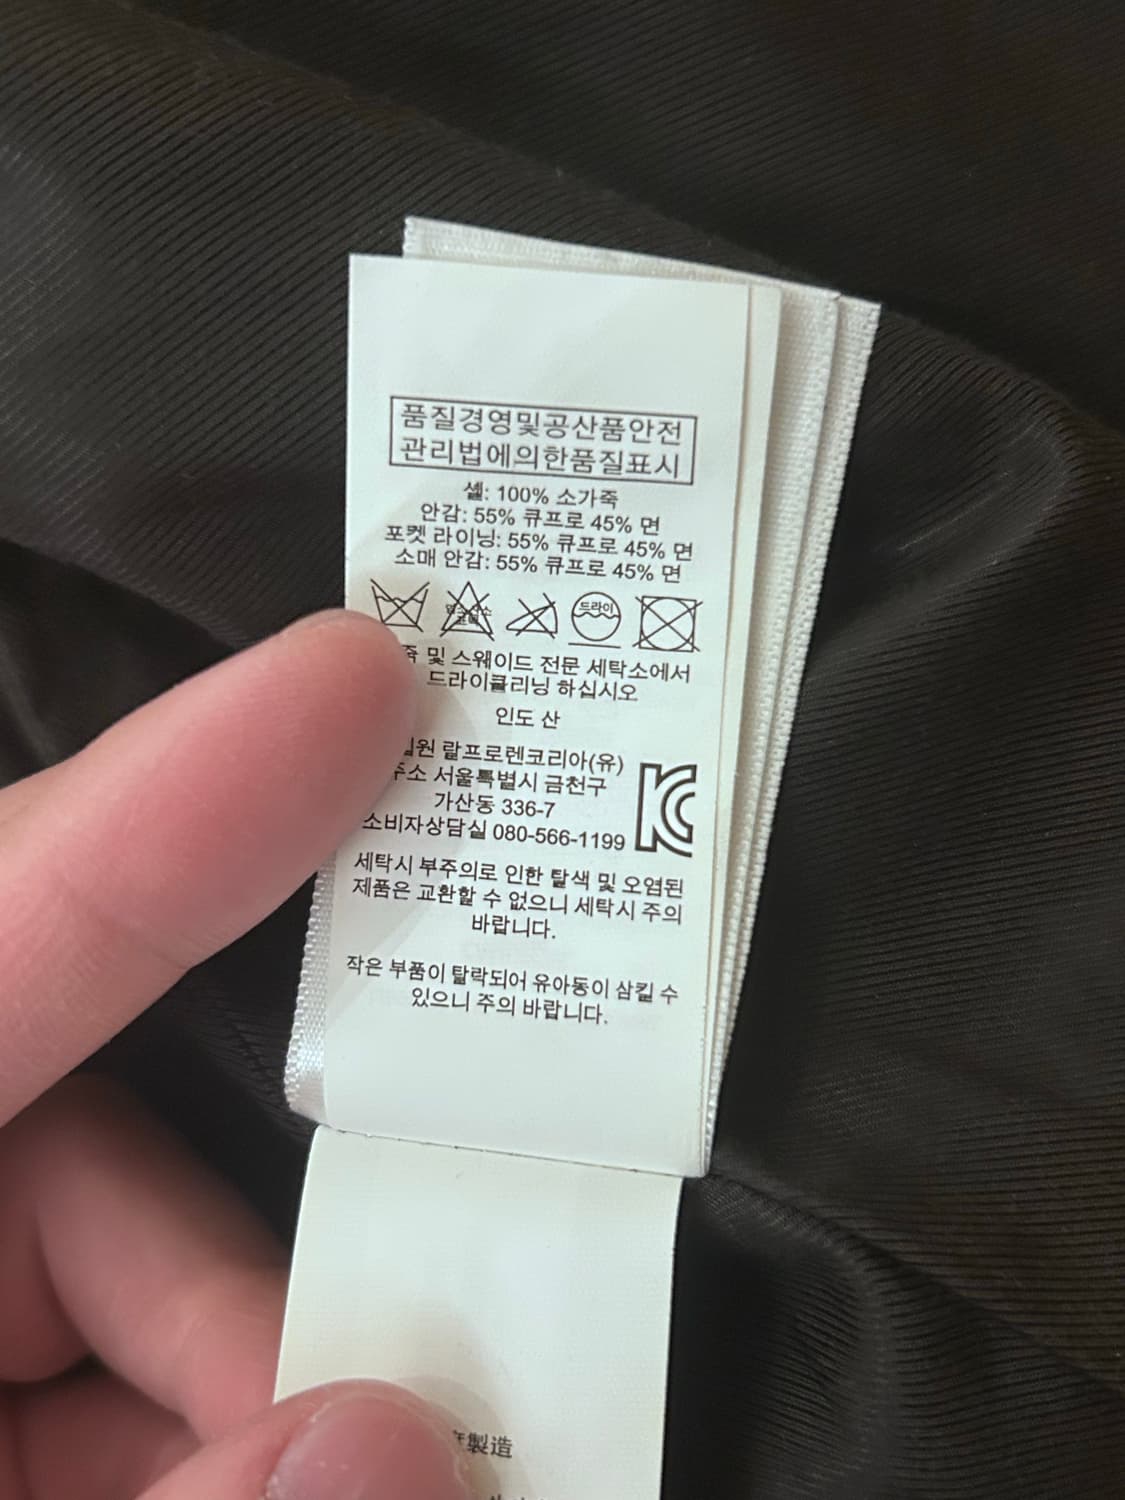 품질경영및공산품안전
관리법에의한품질표시
셸: 100% 소가죽
안감: 55% 큐프로 45% 면
포켓 라이닝: 55% 큐프로 45% 면
소매 안감: 55% 큐프로 45% 면
드라이
및 스웨이드 전문 세탁소에서
드라이클리닝 하십시오
인도 산
랄프로렌코리아(유)
주소 서울특별시 금천구
가산동 336-7
소비자상담실 080-566-1199
세탁시 부주의로 인한 탈색 및 오염된
제품은 교환할 수 없으니 세탁시 주의
바랍니다.
작은 부품이 탈락되어 유아동이 삼킬 수
있으니 주의 바랍니다.
製造